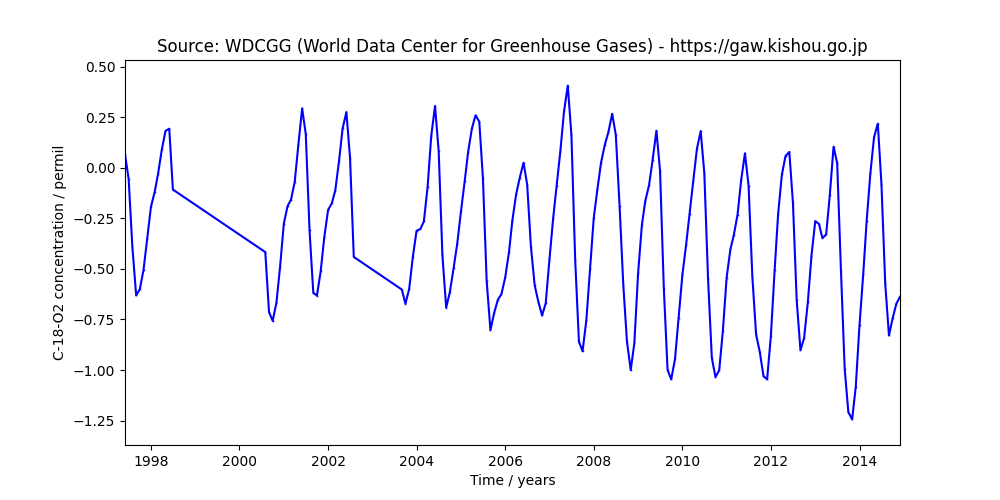 Source: WDCGG (World Data Center for Greenhouse Gases) - https://gaw.kishou.go.jp
C-18-O2 concentration / permil
0.50
0.25
0.00
−0.25
−0.50
−0.75
−1.00
−1.25
1998 2000 2002 2004 2006 2008 2010 2012 2014
Time / years